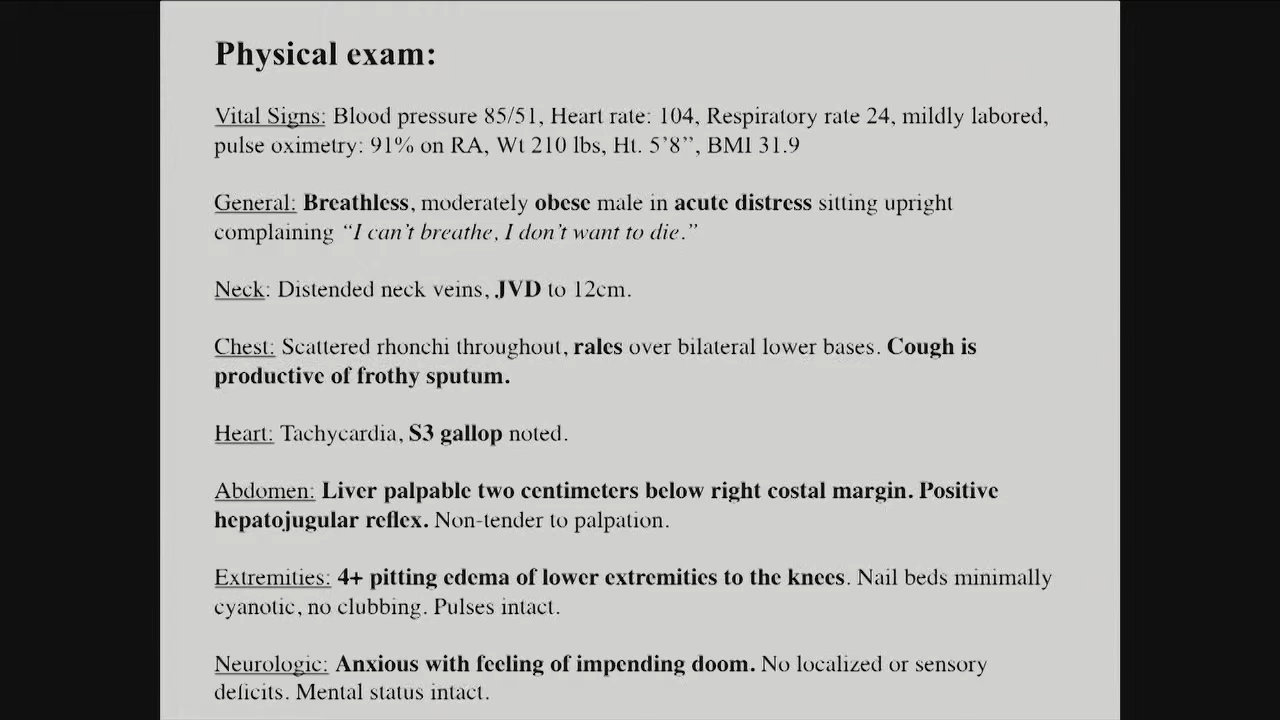 Physical exam:
Vital Signs: Blood pressure 85/51, Heart rate: 104, Respiratory rate 24, mildly labored,
pulse oximetry: 91% on RA, Wt 210 lbs, Ht. 5’8’’, BMI 31.9
General: Breathless, moderately obese male in acute distress sitting upright
complaining “I can’t breathe, I don’t want to die.”
Neck: Distended neck veins, JVD to 12cm.
Chest: Scattered rhonchi throughout, rales over bilateral lower bases. Cough is
productive of frothy sputum.
Heart: Tachycardia, S3 gallop noted.
Abdomen: Liver palpable two centimeters below right costal margin. Positive
hepatojugular reflex. Non-tender to palpation.
Extremities: 4+ pitting edema of lower extremities to the knees. Nail beds minimally
cyanotic, no clubbing. Pulses intact.
Neurologic: Anxious with feeling of impending doom. No localized or sensory
deficits. Mental status intact.